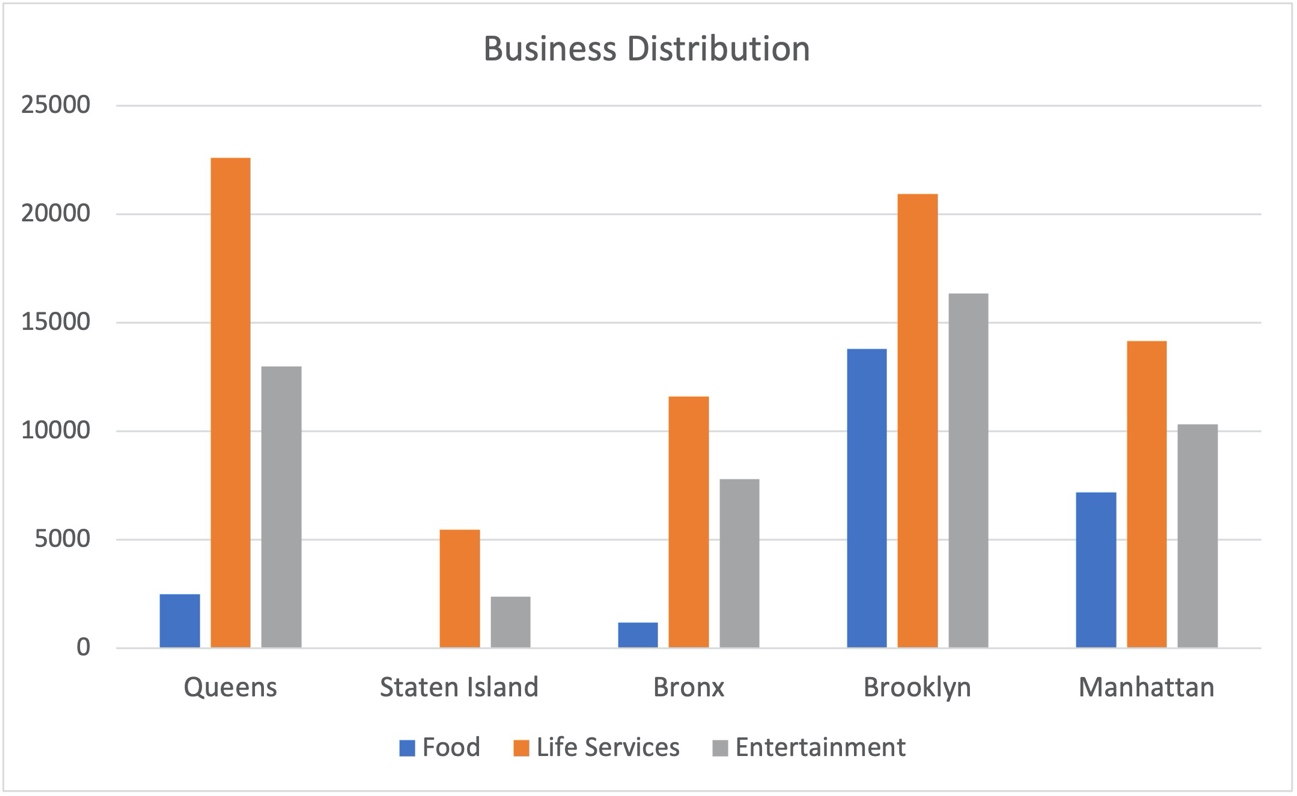 Business Distribution
25000
20000
15000
10000
5000
0
Queens Staten Island Bronx Brooklyn Manhattan
Food Life Services Entertainment